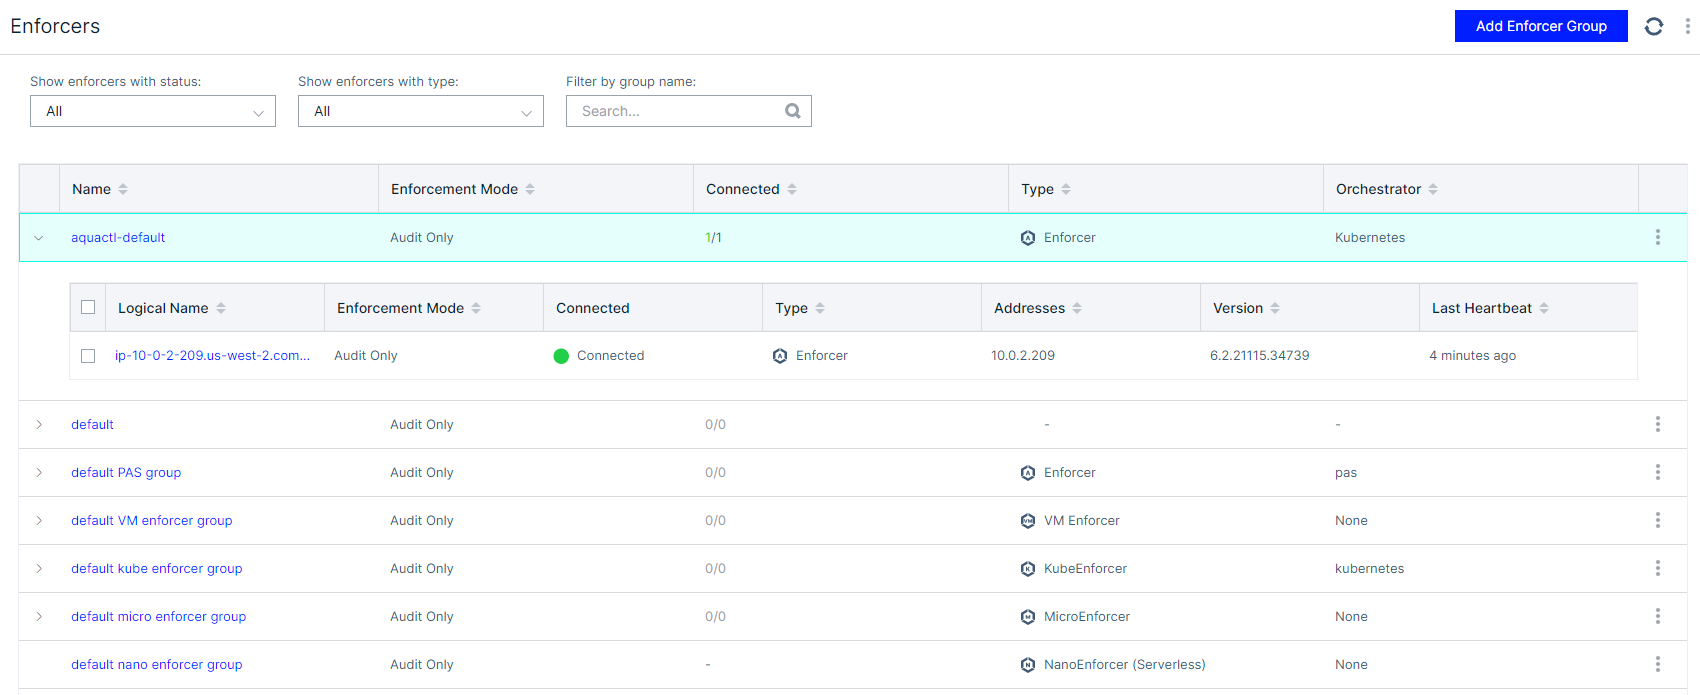 Enforcers
Add Enforcer Group
Show enforcers with status: Show enforcers with type: Filter by group name:
All All Search...
Name Enforcement Mode Connected Type Orchestrator
aquactl-default Audit Only 1/1 Enforcer Kubernetes
Logical Name Enforcement Mode Connected Type Addresses Version Last Heartbeat
ip-10-0-2-209.us-west-2.com... Audit Only Connected Enforcer 10.0.2.209 6.2.21115.34739 4 minutes ago
default Audit Only 0/0 - -
default PAS group Audit Only 0/0 Enforcer pas
default VM enforcer group Audit Only 0/0 VM Enforcer None
default kube enforcer group Audit Only 0/0 KubeEnforcer kubernetes
default micro enforcer group Audit Only 0/0 MicroEnforcer None
default nano enforcer group Audit Only - NanoEnforcer (Serverless) None